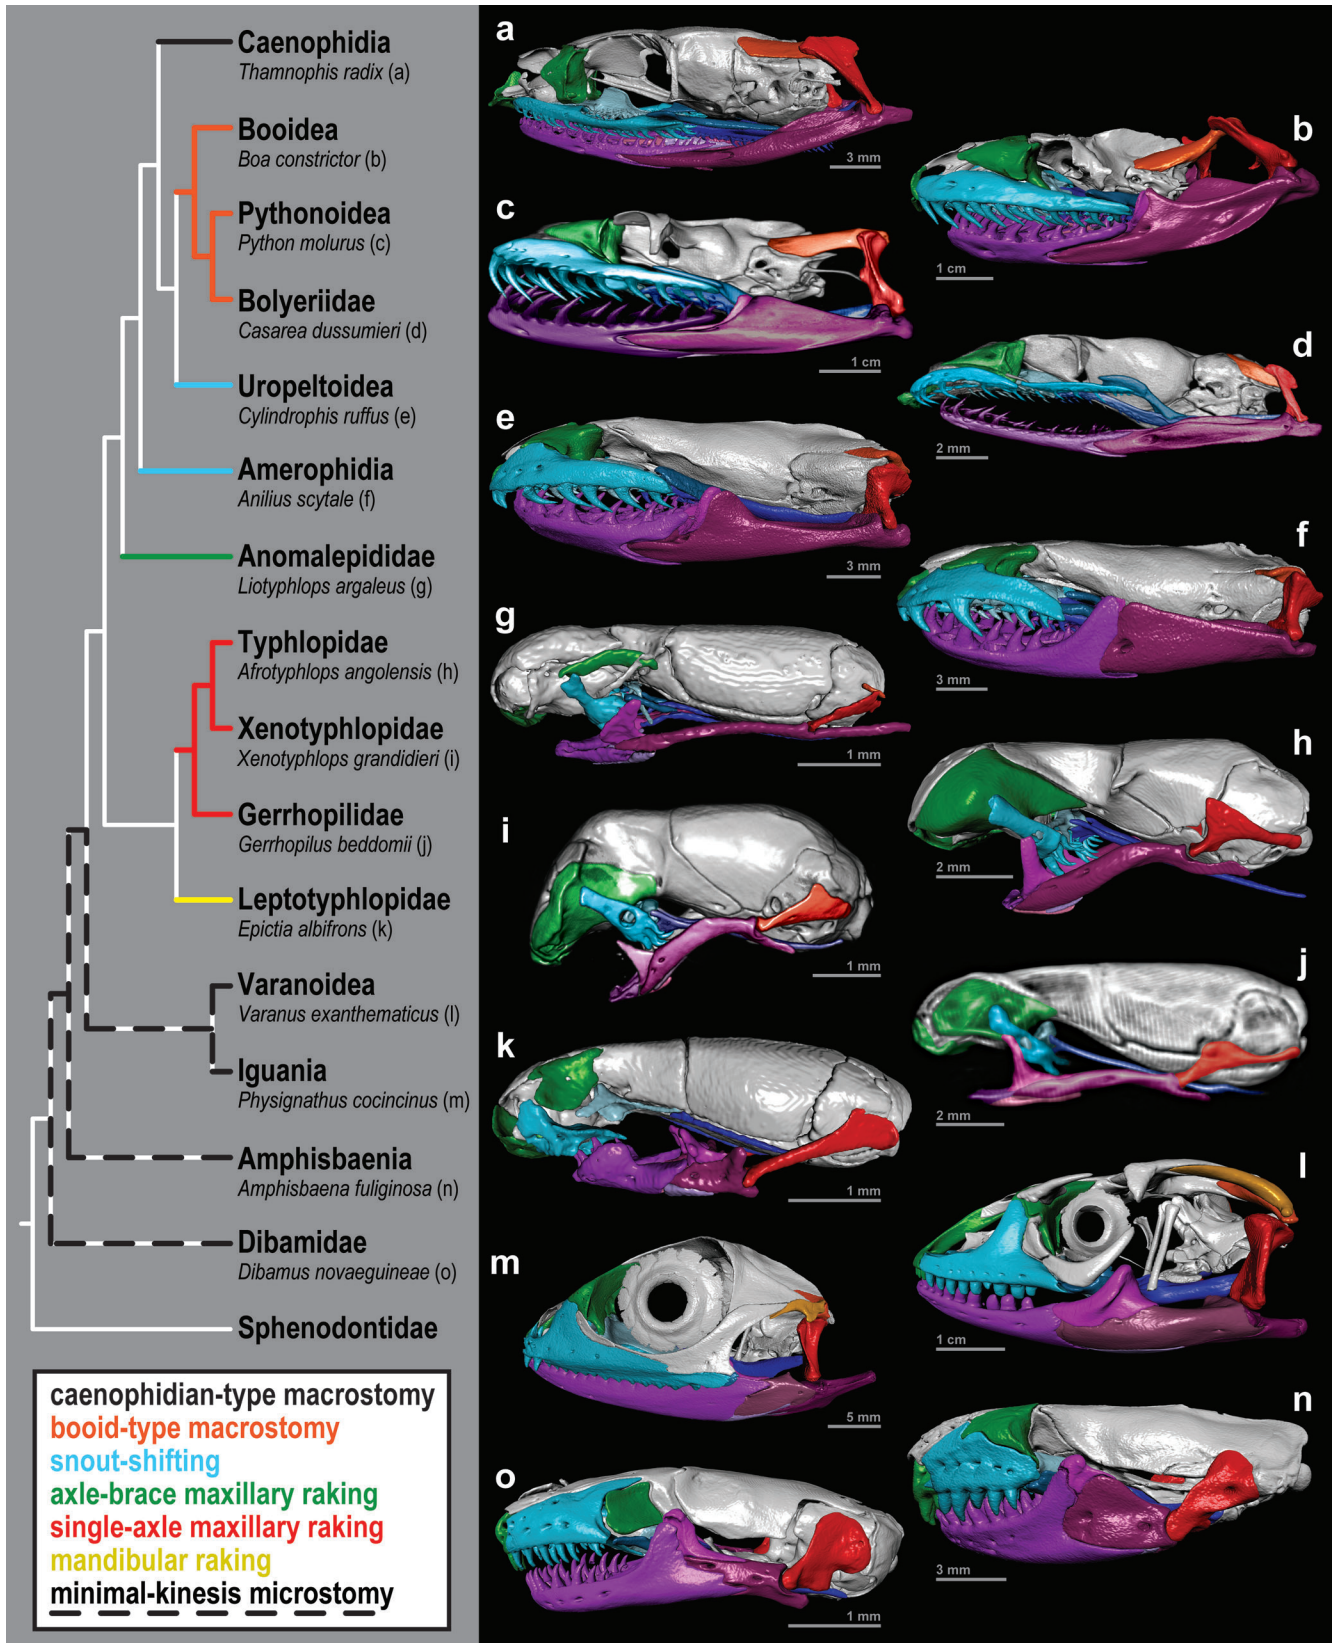 Caenophidia
Thamnophis radix (a)
Booidea
Boa constrictor (b)
Pythonoidea
Python molurus (c)
Bolyeriidae
Casarea dussumieri (d)
Uropeltoidea
Cylindrophis ruffus (e)
Amerophidia
Anilius scytale (f)
Anomalepididae
Liotyphlops argaleus (g)
Typhlopidae
Afrotyphlops angolensis (h)
Xenotyphlopidae
Xenotyphlops grandidieri (i)
Gerrhopilidae
Gerrhopilus beddomii (j)
Leptotyphlopidae
Epictia albifrons (k)
Varanoidea
Varanus exanthematicus (l)
Iguania
Physignathus cocincinus (m)
Amphisbaenia
Amphisbaena fuliginosa (n)
Dibamidae
Dibamus novaeguineae (o)
Sphenodontidae
caenophidian-type macrostomy
booid-type macrostomy
snout-shifting
axle-brace maxillary raking
single-axle maxillary raking
mandibular raking
minimal-kinesis microstomy
a
3 mm
b
1 cm
c
1 cm
d
2 mm
e
3 mm
f
3 mm
g
1 mm
h
2 mm
i
1 mm
j
2 mm
k
1 mm
l
1 cm
m
5 mm
n
3 mm
o
1 mm